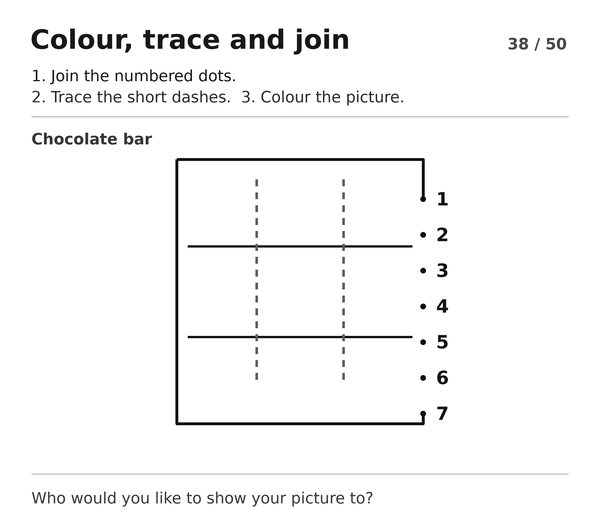 Colour, trace and join
38 / 50
1. Join the numbered dots.
2. Trace the short dashes.  3. Colour the picture.
Chocolate bar
1
2
3
4
5
6
7
Who would you like to show your picture to?